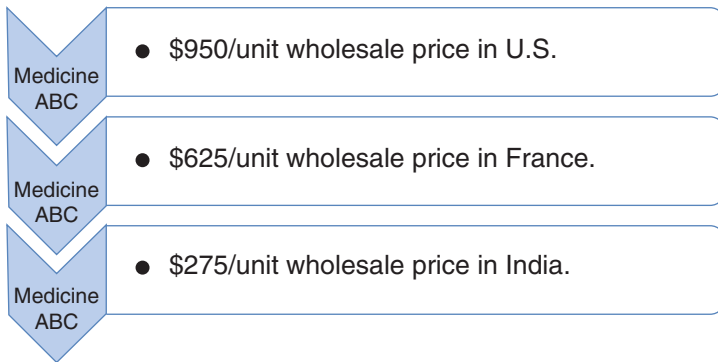 Medicine
ABC
● $950/unit wholesale price in U.S.
Medicine
ABC
● $625/unit wholesale price in France.
Medicine
ABC
● $275/unit wholesale price in India.